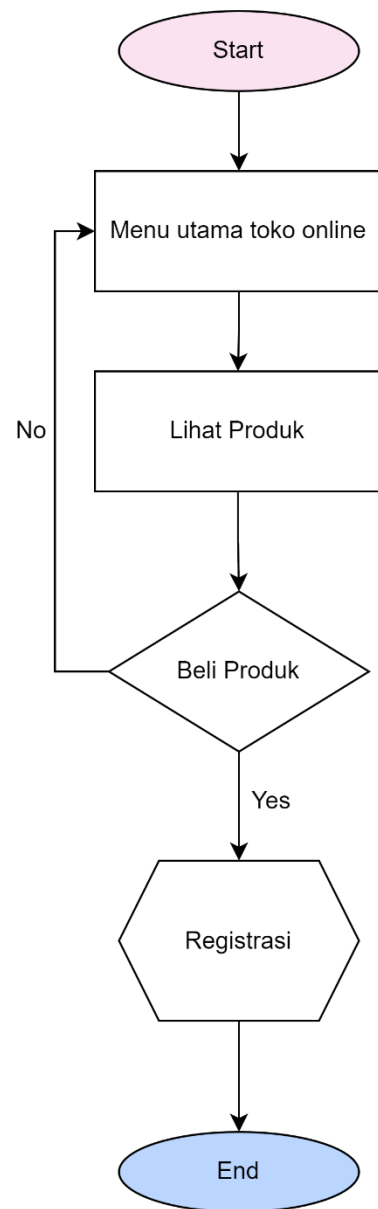 Start
Menu utama toko online
Lihat Produk
No
Beli Produk
Yes
Registrasi
End